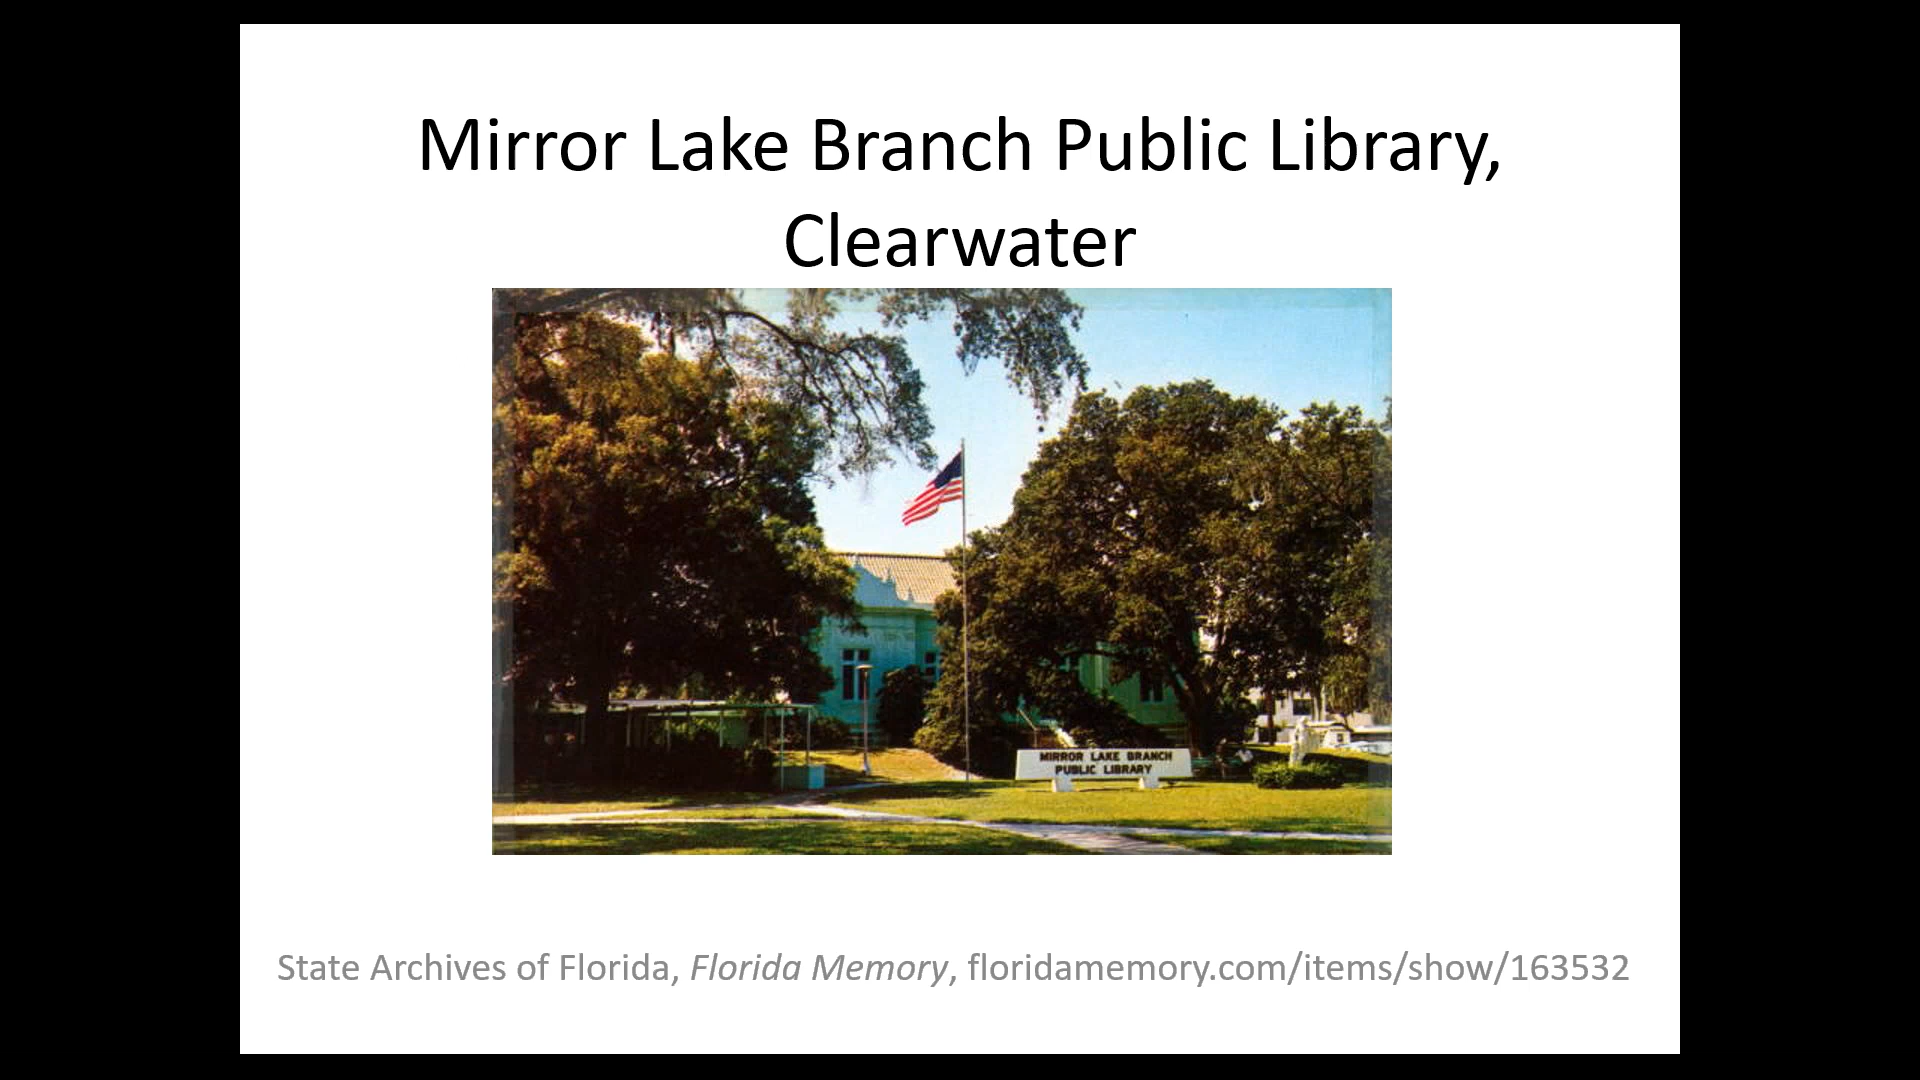 Mirror Lake Branch Public Library,
Clearwater
MIRROR LAKE BRANCH
PUBLIC LIBRARY
State Archives of Florida, Florida Memory, floridamemory.com/items/show/163532